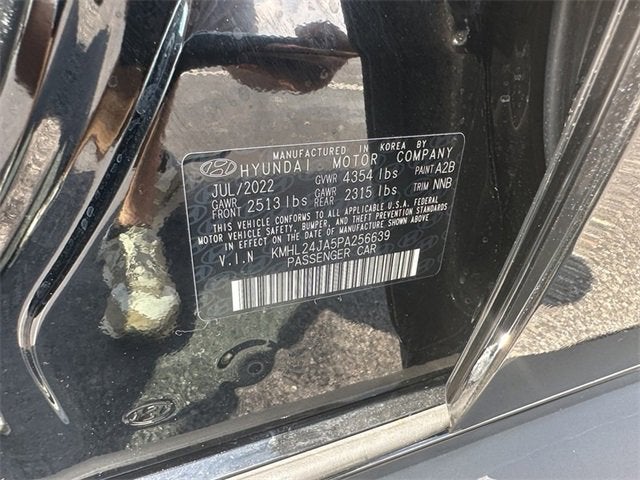 MANUFACTURED IN KOREA BY
HYUNDAI MOTOR COMPANY
JUL/2022 GVWR 4354 lbs PAINT A2B
GAWR FRONT 2513 lbs GAWR REAR 2315 lbs TRIM NNB
THIS VEHICLE CONFORMS TO ALL APPLICABLE U.S.A. FEDERAL
MOTOR VEHICLE SAFETY, BUMPER, AND THEFT PREVENTION STANDARDS
IN EFFECT ON THE DATE OF MANUFACTURE SHOWN ABOVE.
V.I.N KMHL24JA5PA256639
PASSENGER CAR